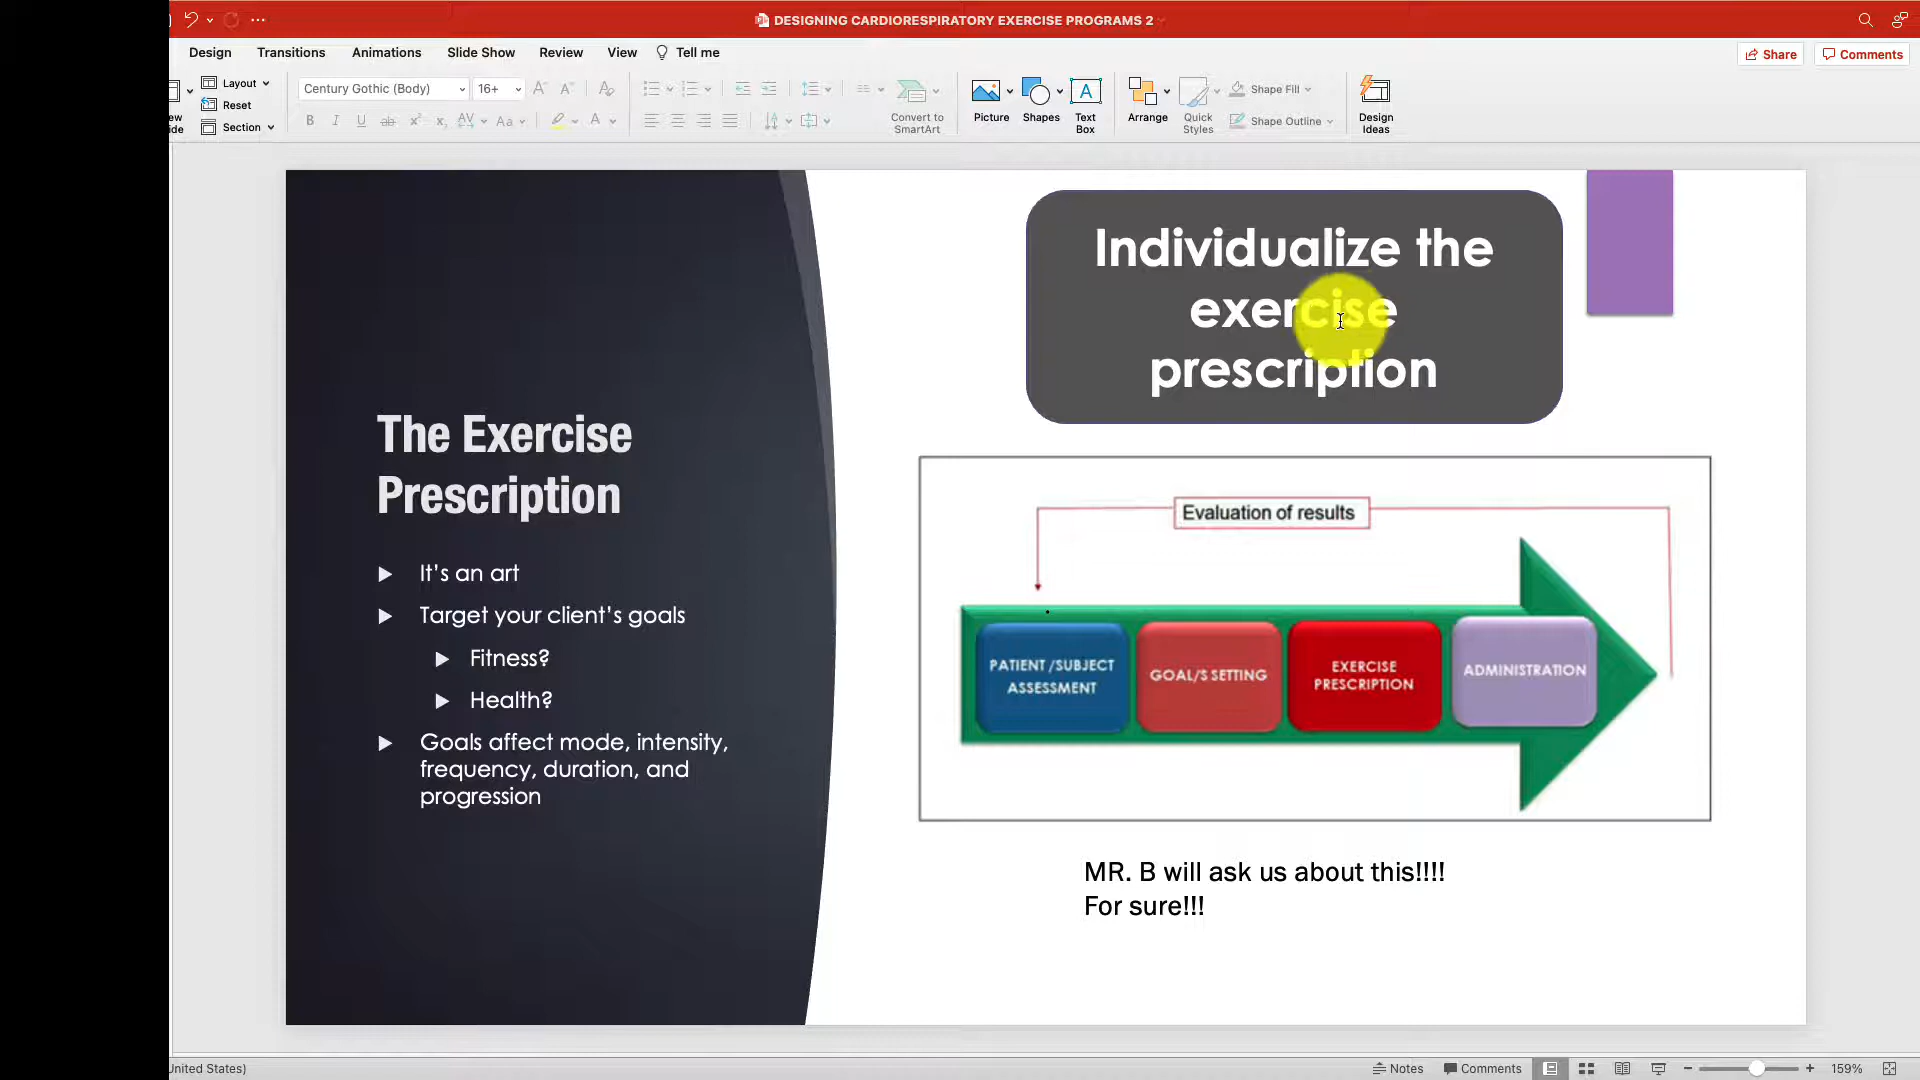 DESIGNING CARDIORESPIRATORY EXERCISE PROGRAMS 2
Design Transitions Animations Slide Show Review View Tell me
Share Comments
Layout
Reset
Section
Century Gothic (Body) 16+
Convert to
SmartArt
Picture Shapes Text
Box
Arrange Quick
Styles
Shape Fill
Shape Outline
Design
Ideas
Individualize the
exercise
prescription
The Exercise
Prescription
It's an art
Target your client's goals
Fitness?
Health?
Goals affect mode, intensity,
frequency, duration, and
progression
Evaluation of results
PATIENT /SUBJECT
ASSESSMENT
GOAL/S SETTING
EXERCISE
PRESCRIPTION
ADMINISTRATION
MR. B will ask us about this!!!!
For sure!!!
United States)
Notes Comments 159%